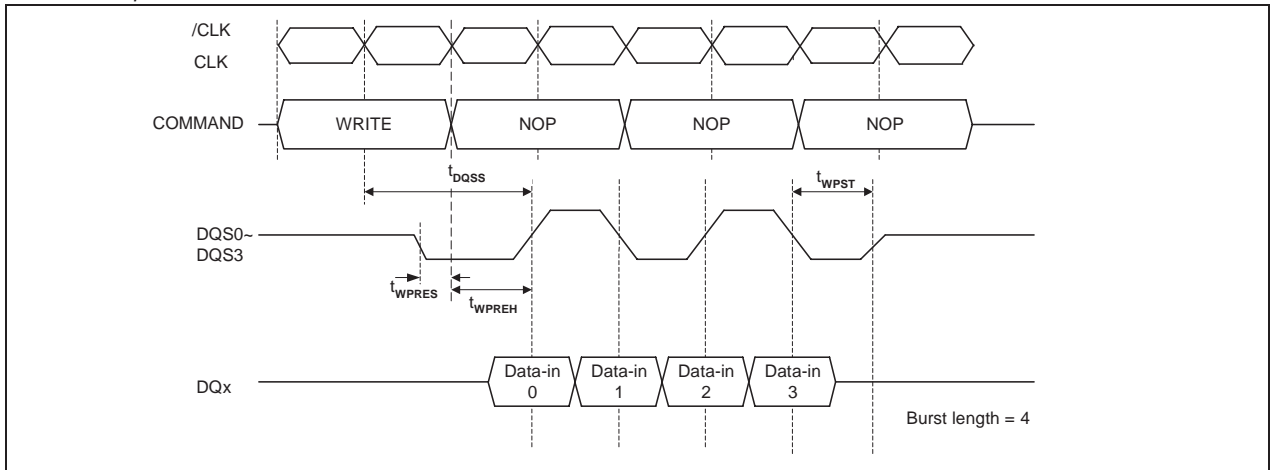 /CLK
CLK
COMMAND WRITE NOP NOP NOP
tDQSS tWPST
DQS0~
DQS3
tWPRES tWPREH
DQx Data-in 0 Data-in 1 Data-in 2 Data-in 3
Burst length = 4